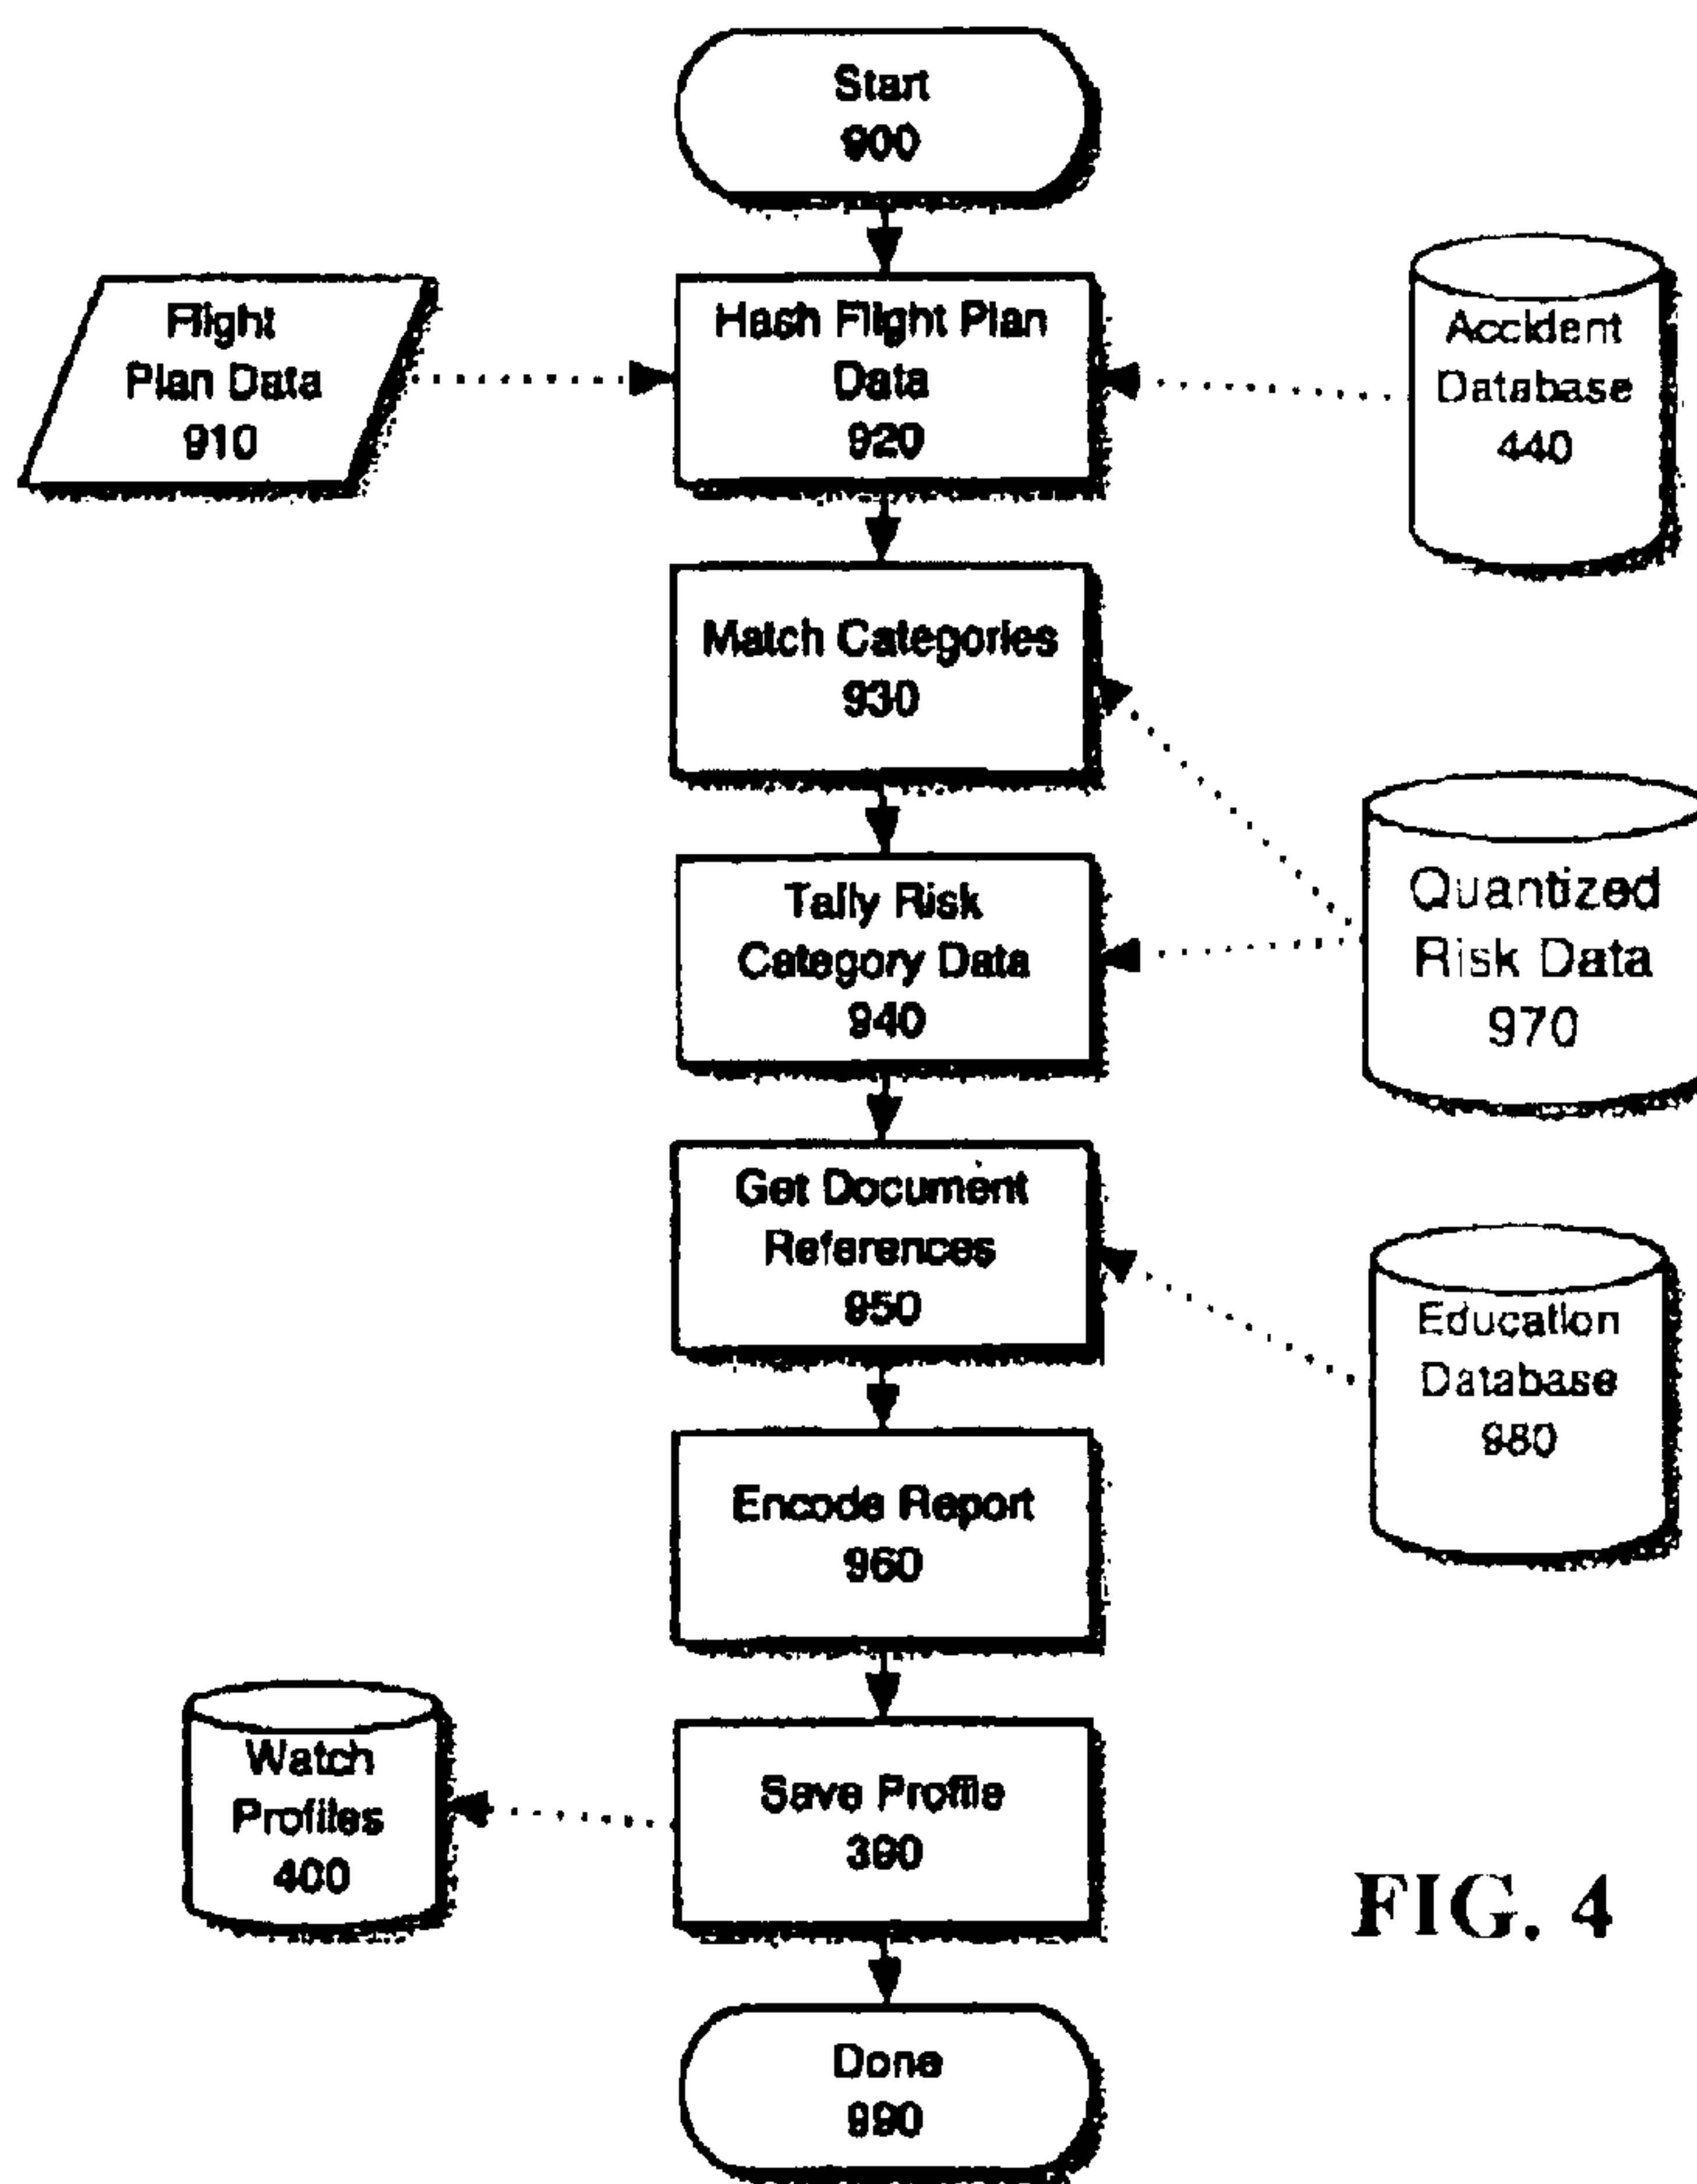 Start
900
Flight
Plan Data
910
Hash Flight Plan
Data
920
Accident
Database
440
Match Categories
930
Tally Risk
Category Data
940
Quantized
Risk Data
970
Get Document
References
950
Education
Database
980
Encode Report
960
Watch
Profiles
400
Save Profile
390
FIG. 4
Done
990